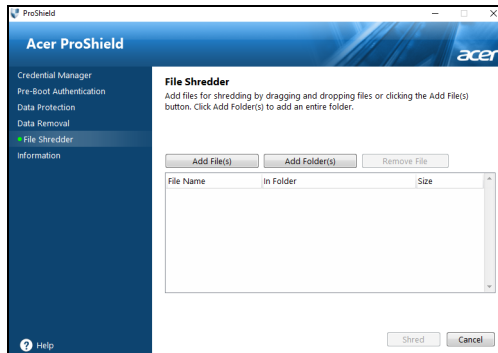 ProShield
Acer ProShield
acer
Credential Manager
Pre-Boot Authentication
Data Protection
Data Removal
File Shredder
Information
Help
File Shredder
Add files for shredding by dragging and dropping files or clicking the Add File(s)
button. Click Add Folder(s) to add an entire folder.
Add File(s) Add Folder(s) Remove File
File Name In Folder Size
Shred Cancel